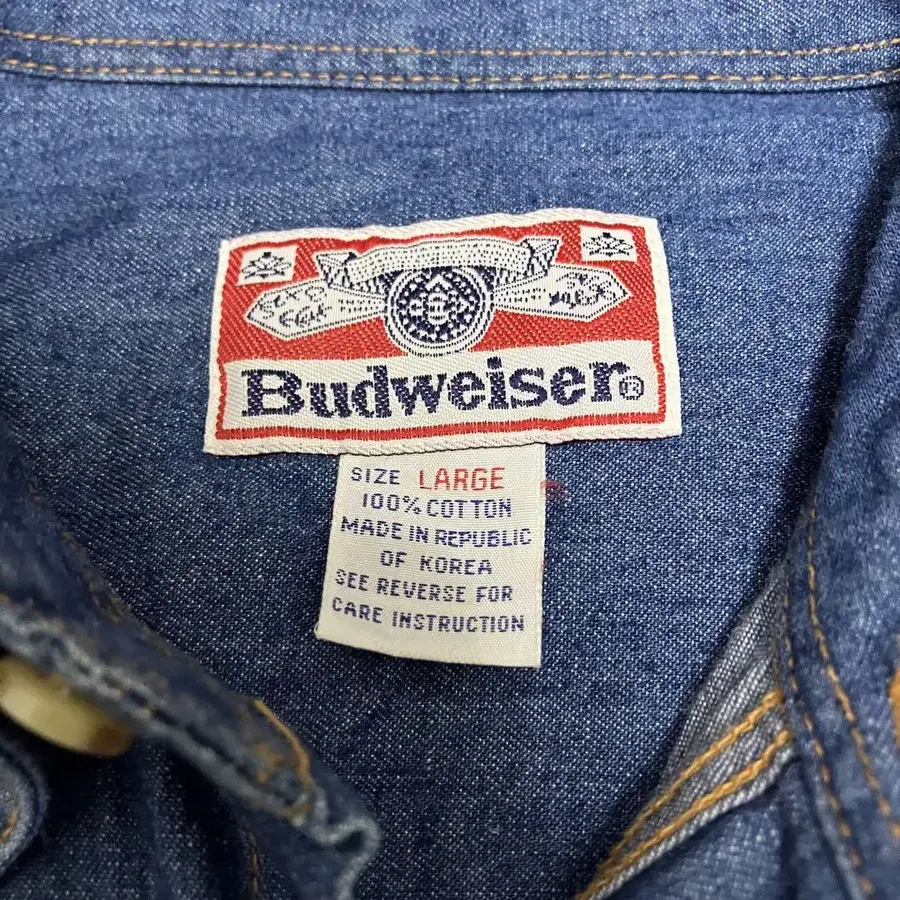 Budweiser®
SIZE LARGE
100% COTTON
MADE IN REPUBLIC
OF KOREA
SEE REVERSE FOR
CARE INSTRUCTION